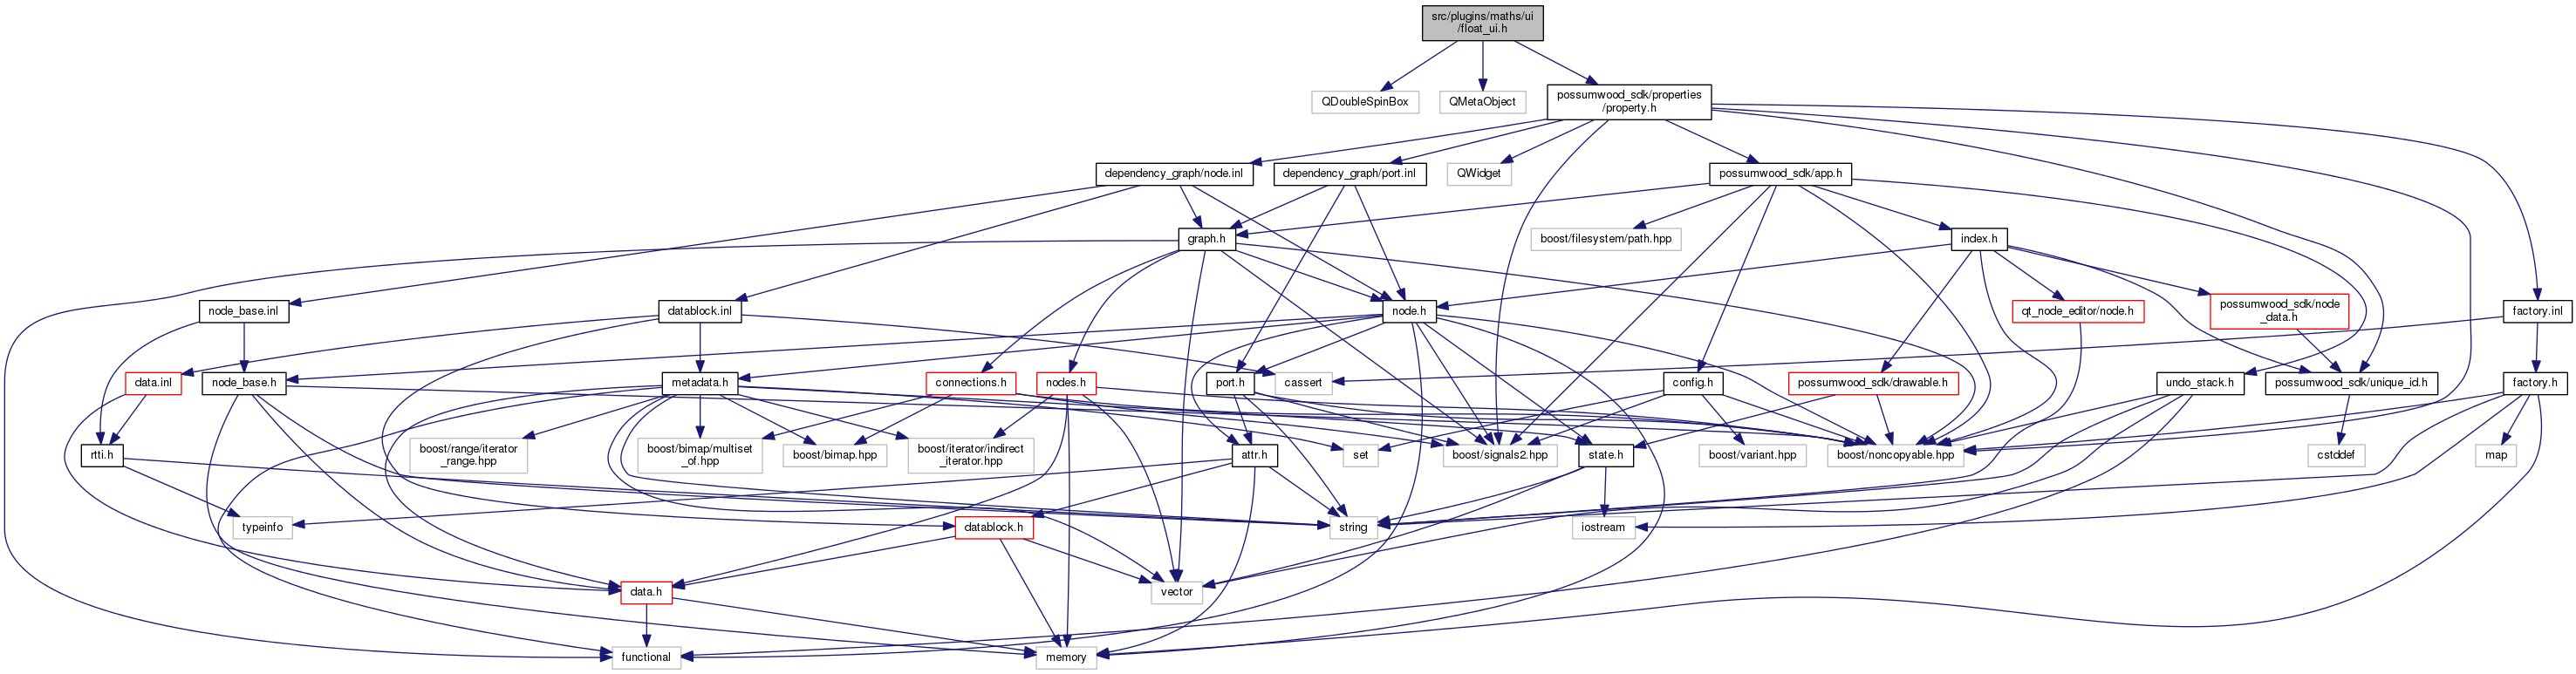 src/plugins/maths/ui
/float_ui.h
QDoubleSpinBox
QMetaObject
possumwood_sdk/properties
/property.h
dependency_graph/node.inl
dependency_graph/port.inl
QWidget
possumwood_sdk/app.h
graph.h
boost/filesystem/path.hpp
index.h
node_base.inl
datablock.inl
node.h
qt_node_editor/node.h
possumwood_sdk/node
_data.h
factory.inl
data.inl
node_base.h
metadata.h
connections.h
nodes.h
cassert
port.h
config.h
possumwood_sdk/drawable.h
undo_stack.h
possumwood_sdk/unique_id.h
factory.h
rtti.h
boost/range/iterator
_range.hpp
boost/bimap/multiset
_of.hpp
boost/bimap.hpp
boost/iterator/indirect
_iterator.hpp
attr.h
set
boost/signals2.hpp
state.h
boost/variant.hpp
boost/noncopyable.hpp
cstddef
map
typeinfo
datablock.h
string
iostream
data.h
vector
functional
memory